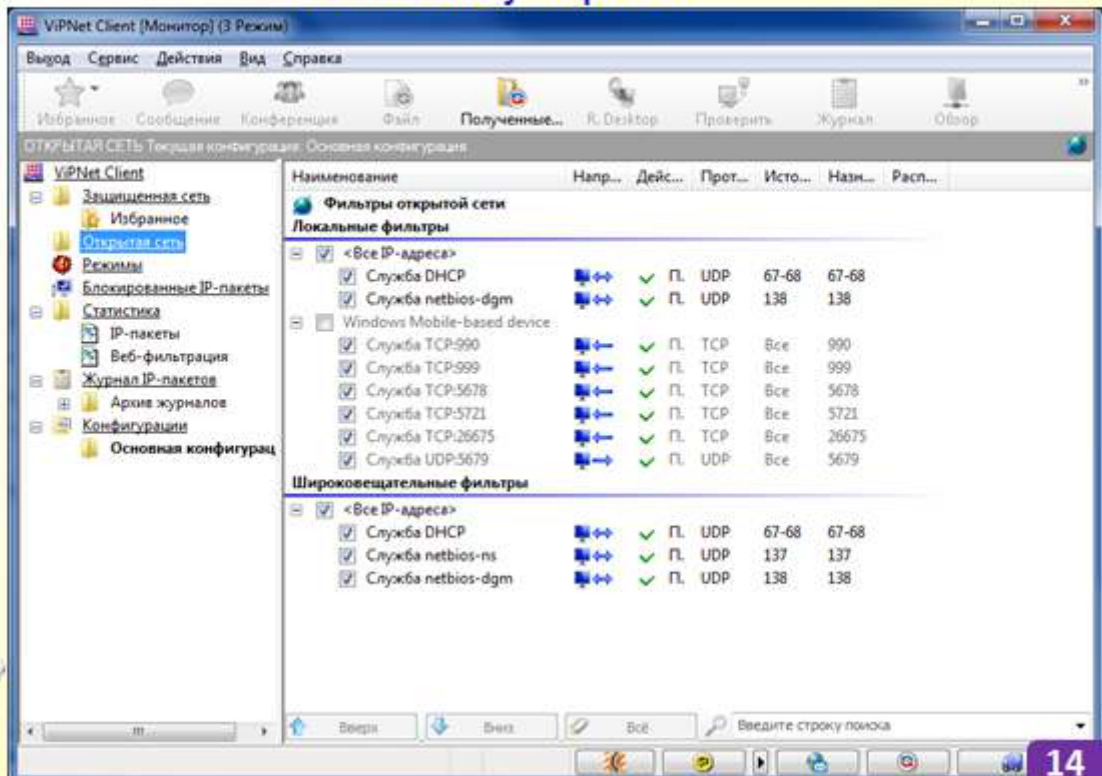 ViPNet Client [Монитор] (3 Режим)
Выход Сервис Действия Вид Справка
Избранное Сообщение Конференция Файл Полученные... R. Desktop Проверить Журнал Обзор
ОТКРЫТАЯ СЕТЬ Текущая конфигурация: Основная конфигурация
ViPNet Client
Защищенная сеть
Избранное
Открытая сеть
Режимы
Блокированные IP-пакеты
Статистика
IP-пакеты
Веб-фильтрация
Журнал IP-пакетов
Архив журналов
Конфигурации
Основная конфигурац
Наименование Напр... Дейс... Прот... Исто... Назн... Расп...
Фильтры открытой сети
Локальные фильтры
<Все IP-адреса>
Служба DHCP П. UDP 67-68 67-68
Служба netbios-dgm П. UDP 138 138
Windows Mobile-based device
Служба TCP:990 П. TCP Все 990
Служба TCP:999 П. TCP Все 999
Служба TCP:5678 П. TCP Все 5678
Служба TCP:5721 П. TCP Все 5721
Служба TCP:26675 П. TCP Все 26675
Служба UDP:5679 П. UDP Все 5679
Широковещательные фильтры
<Все IP-адреса>
Служба DHCP П. UDP 67-68 67-68
Служба netbios-ns П. UDP 137 137
Служба netbios-dgm П. UDP 138 138
Вверх Вниз Всё Введите строку поиска
14